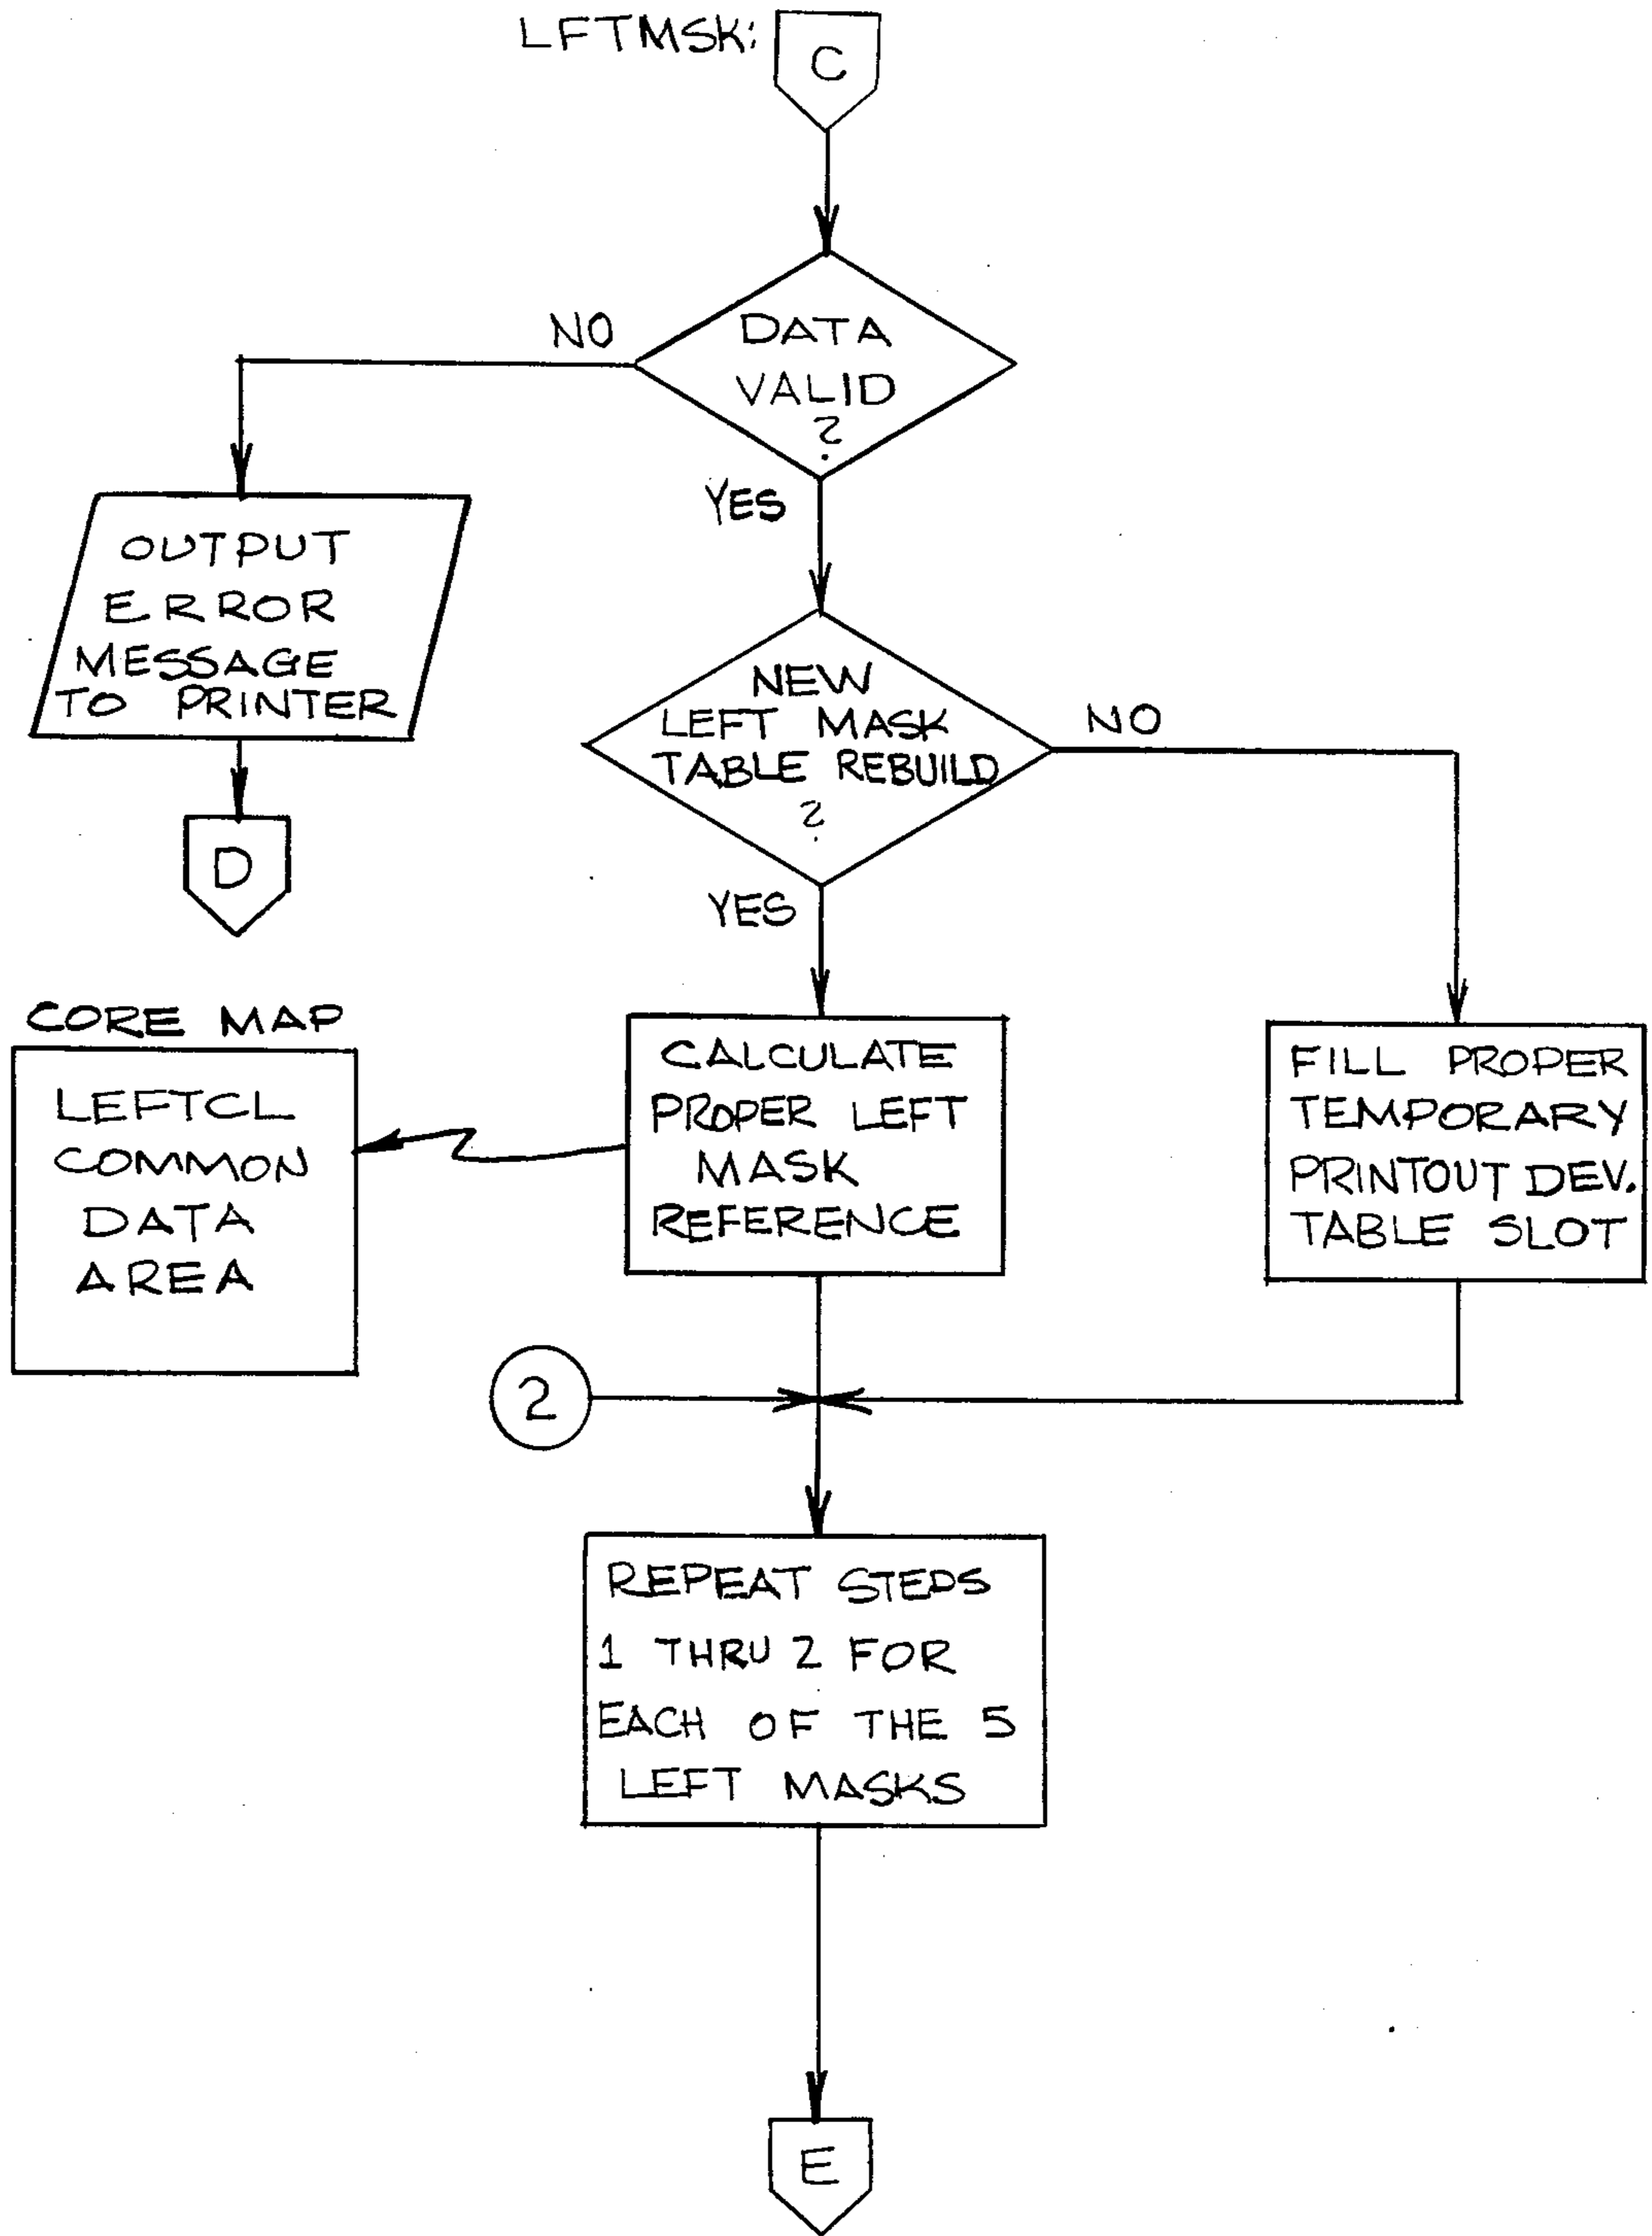 LFTMSK:
C
NO
DATA
VALID
?
YES
OUTPUT
ERROR
MESSAGE
TO PRINTER
D
NEW
LEFT MASK
TABLE REBUILD
?
NO
YES
CORE MAP
LEFTCL
COMMON
DATA
AREA
CALCULATE
PROPER LEFT
MASK
REFERENCE
FILL PROPER
TEMPORARY
PRINTOUT DEV.
TABLE SLOT
2
REPEAT STEPS
1 THRU 2 FOR
EACH OF THE 5
LEFT MASKS
E